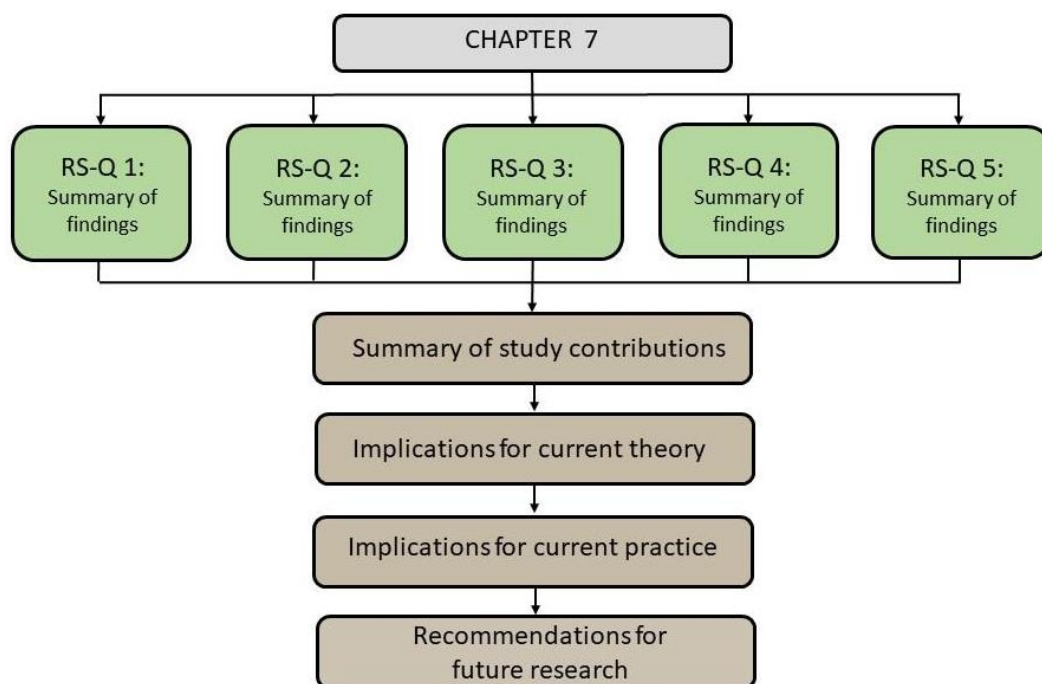 CHAPTER 7
RS-Q 1:
Summary of
findings
RS-Q 2:
Summary of
findings
RS-Q 3:
Summary of
findings
RS-Q 4:
Summary of
findings
RS-Q 5:
Summary of
findings
Summary of study contributions
Implications for current theory
Implications for current practice
Recommendations for
future research